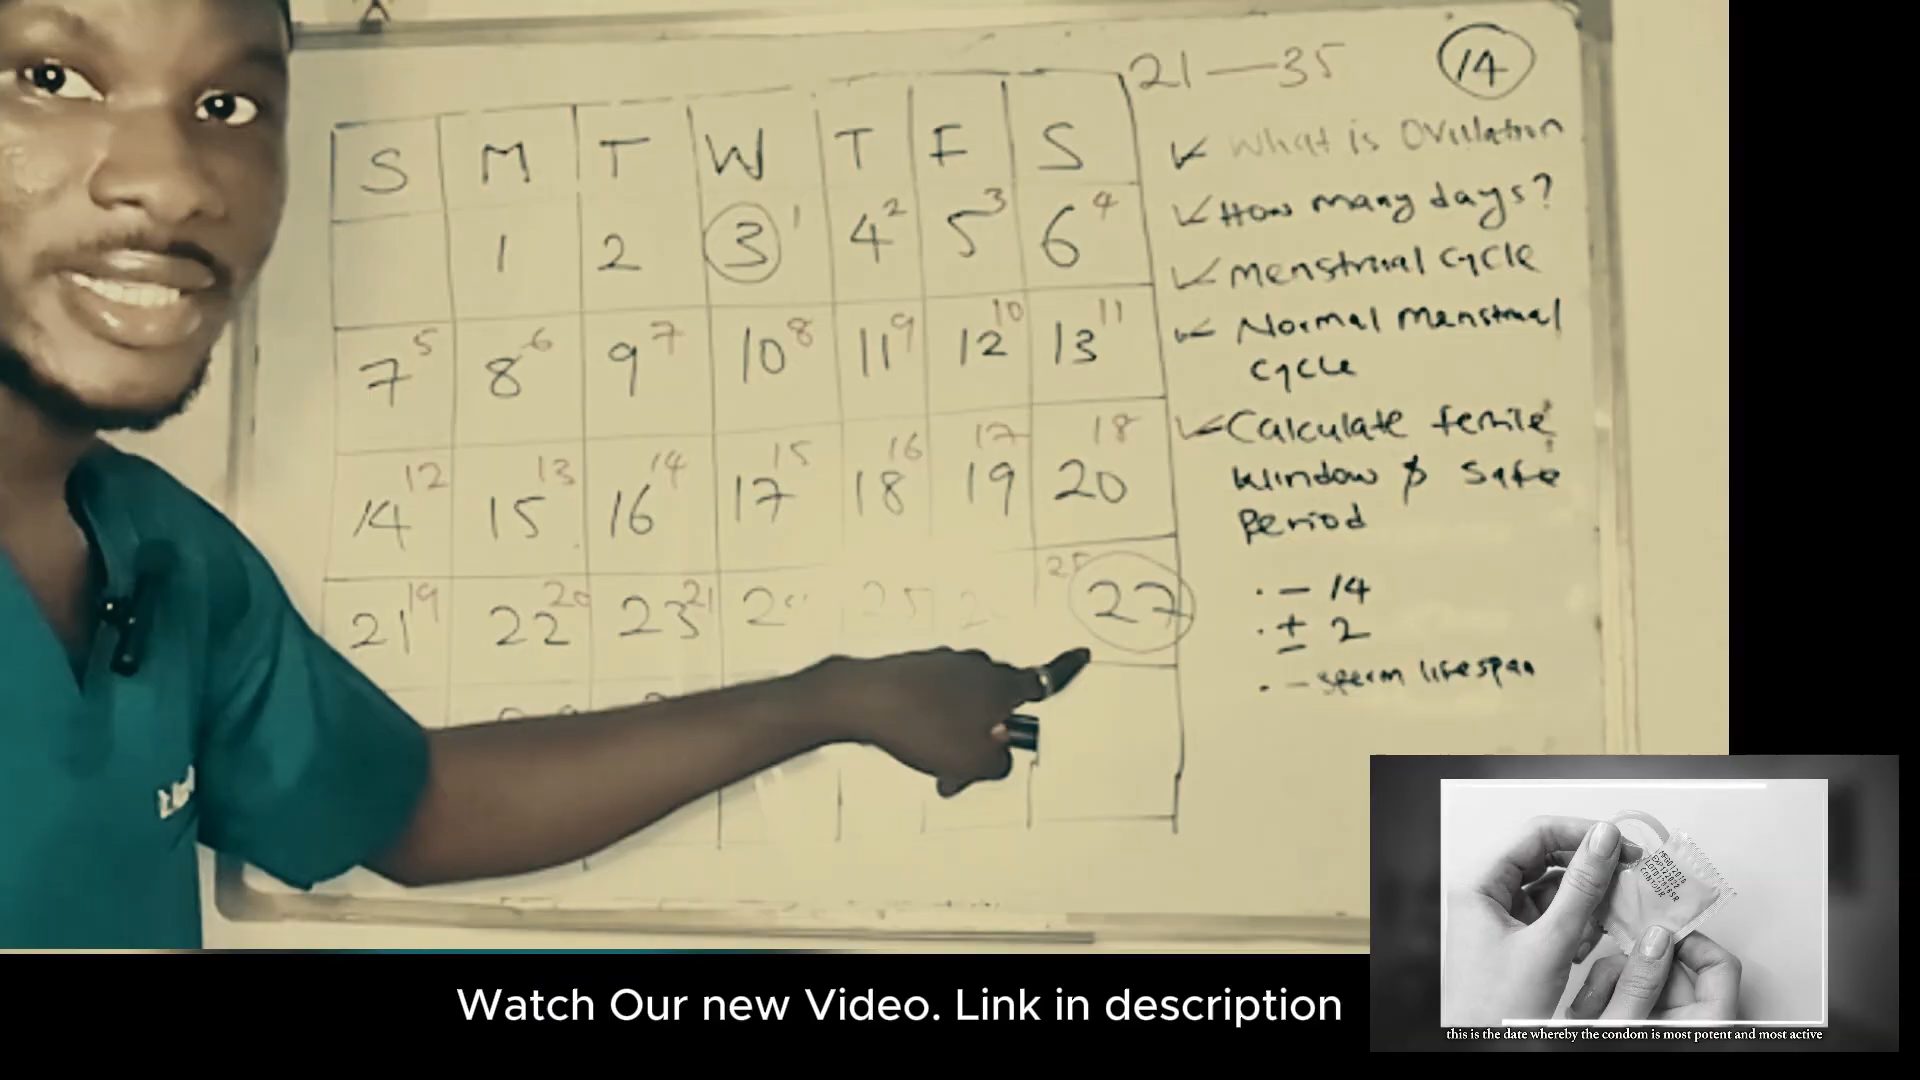 21 — 35 14
S M T W T F S
1 2 3 1 4 2 5 3 6 4
7 5 8 6 9 7 10 8 11 9 12 10 13 11
14 12 15 13 16 14 17 15 18 16 19 17 20 18
21 19 22 20 23 21 25 27
What is Ovulation
How many days?
Menstrual cycle
Normal Menstrual
cycle
Calculate fertile
Window & Safe
Period
· - 14
· ± 2
· - sperm lifespan
Watch Our new Video. Link in description
MFG012018
EXP122022
CONTOUR
this is the date whereby the condom is most potent and most active